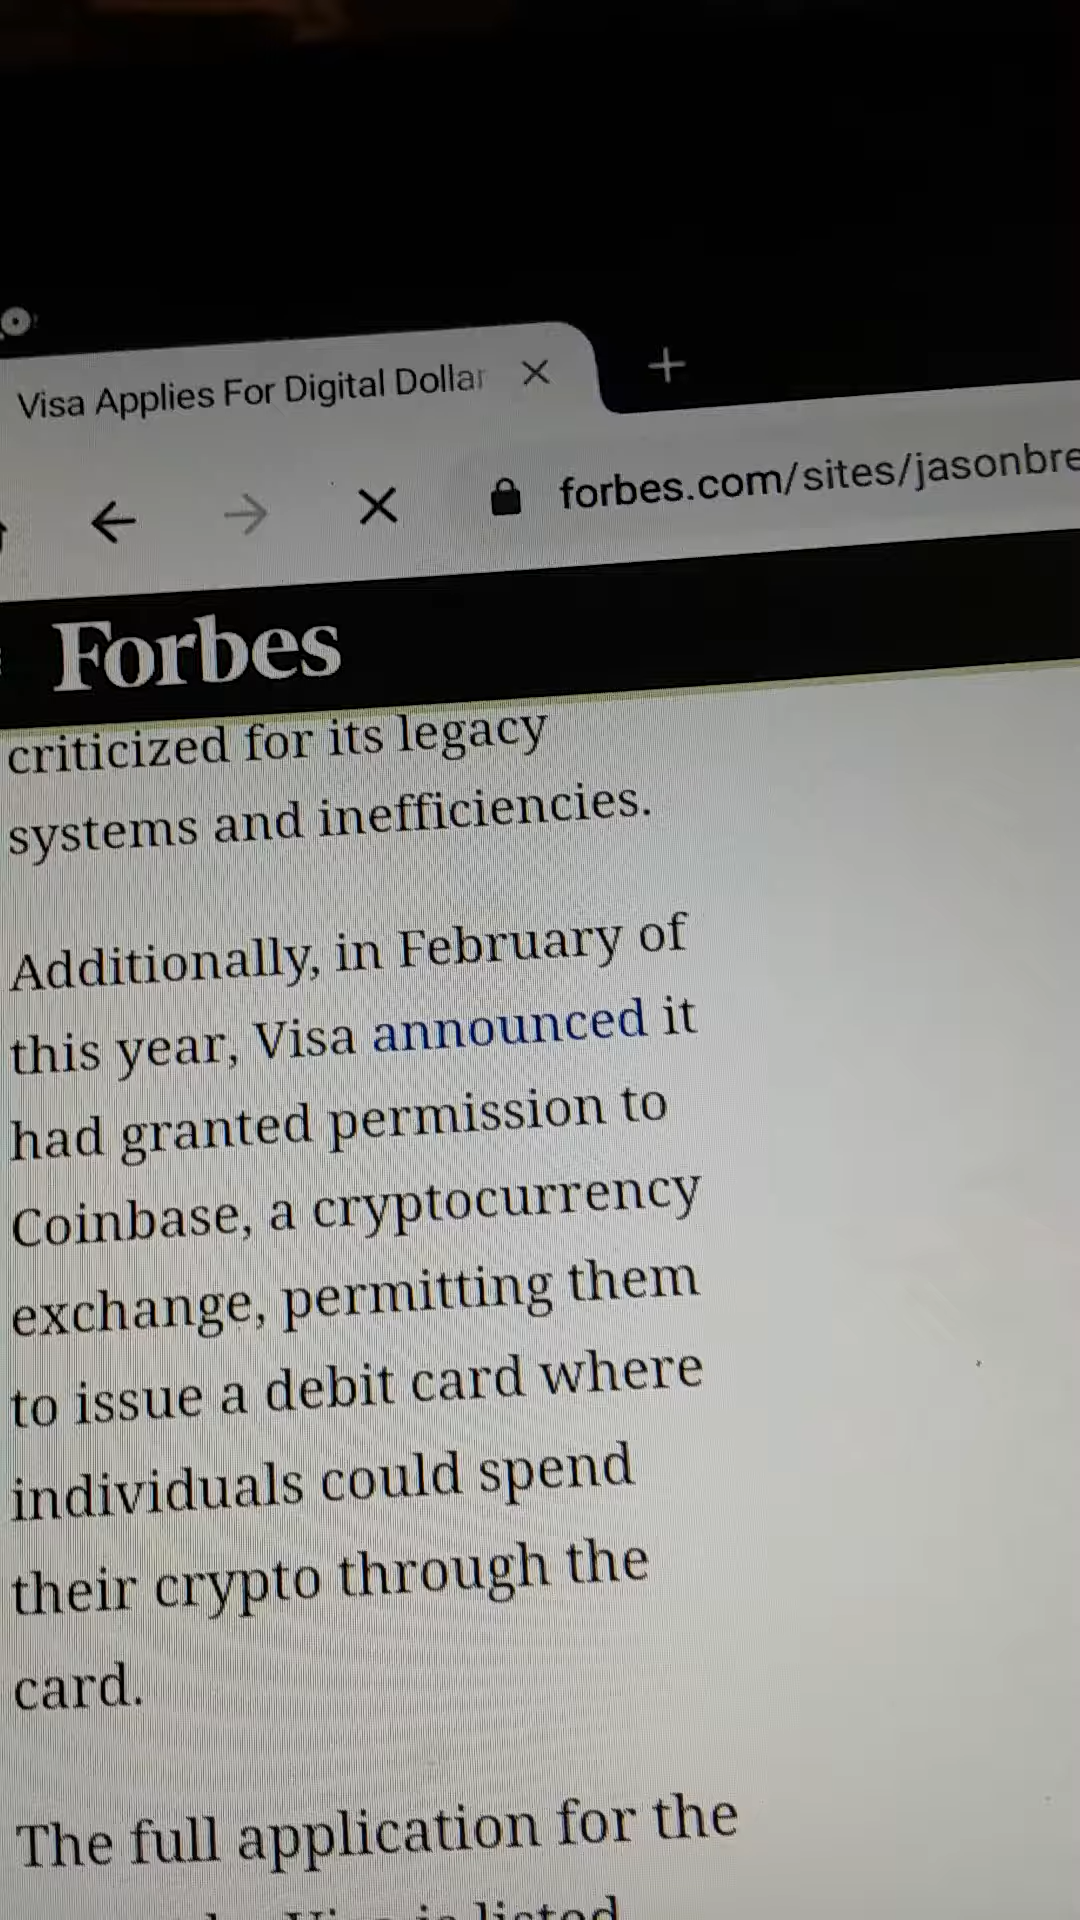 Visa Applies For Digital Dollar
forbes.com/sites/jasonbre
Forbes
criticized for its legacy
systems and inefficiencies.
Additionally, in February of
this year, Visa announced it
had granted permission to
Coinbase, a cryptocurrency
exchange, permitting them
to issue a debit card where
individuals could spend
their crypto through the
card.
The full application for the
is listed